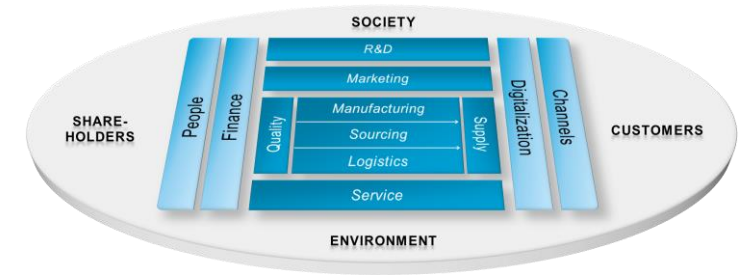 SOCIETY
R&D
Marketing
SHARE-
HOLDERS
People
Finance
Quality
Manufacturing
Sourcing
Logistics
Supply
Digitalization
Channels
CUSTOMERS
Service
ENVIRONMENT